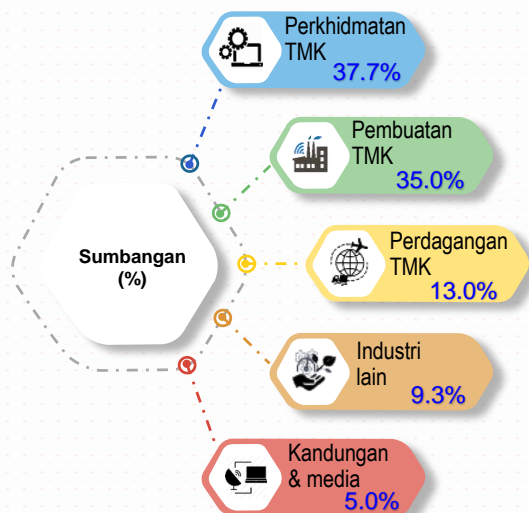 Perkhidmatan
TMK
37.7%
Pembuatan
TMK
35.0%
Sumbangan
(%)
Perdagangan
TMK
13.0%
Industri
lain
9.3%
Kandungan
& media
5.0%